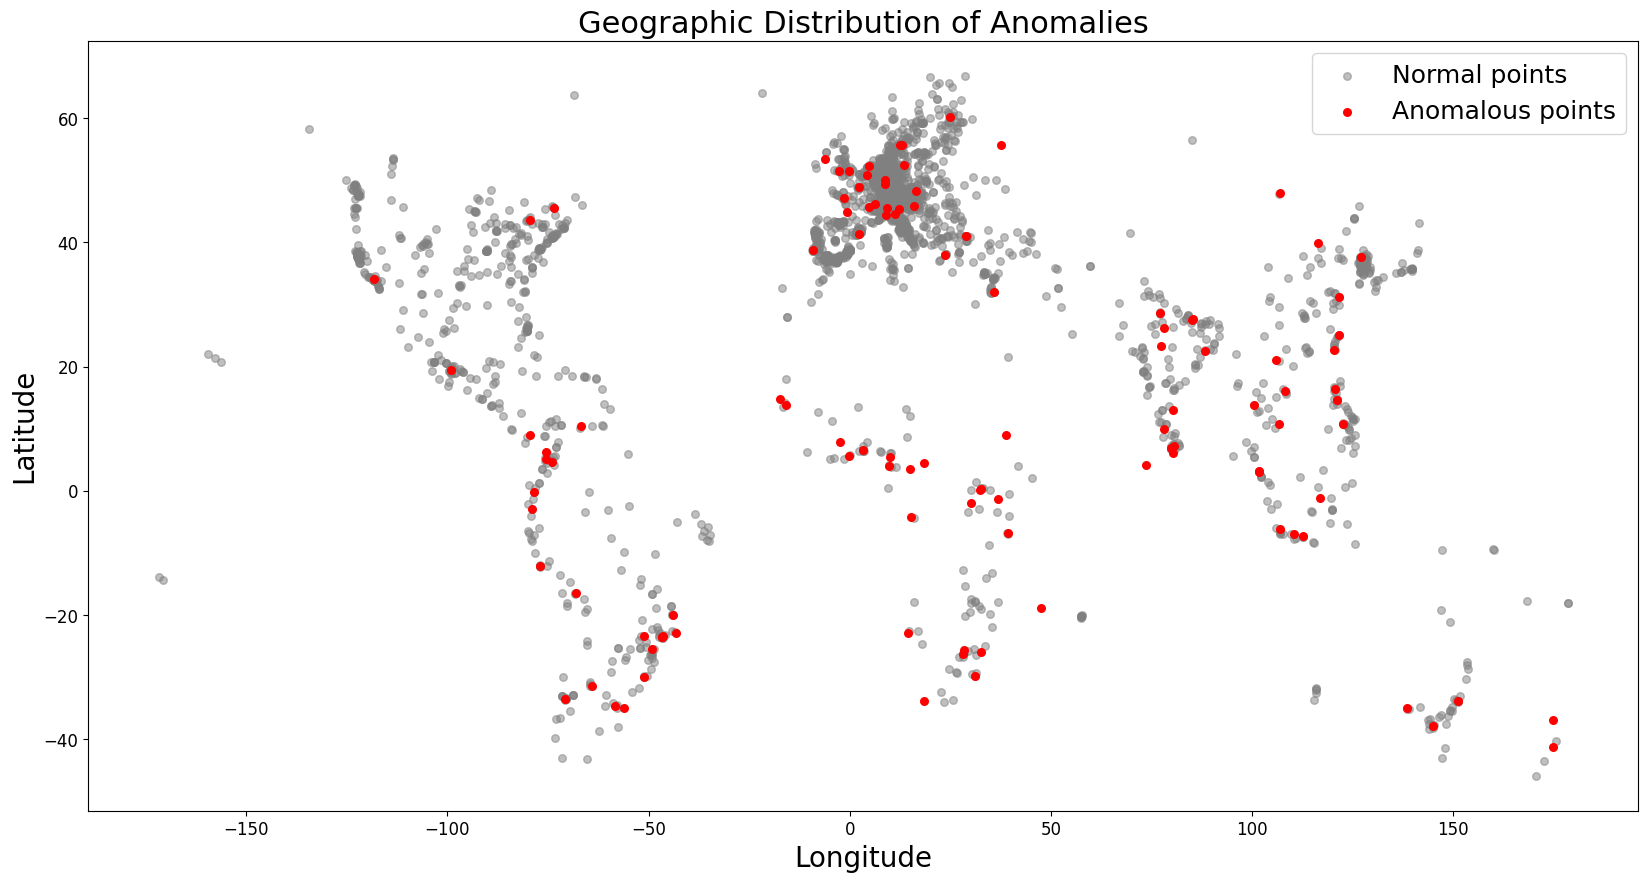 Geographic Distribution of Anomalies
Normal points
Anomalous points
60
40
20
0
−20
−40
Latitude
−150
−100
−50
0
50
100
150
Longitude